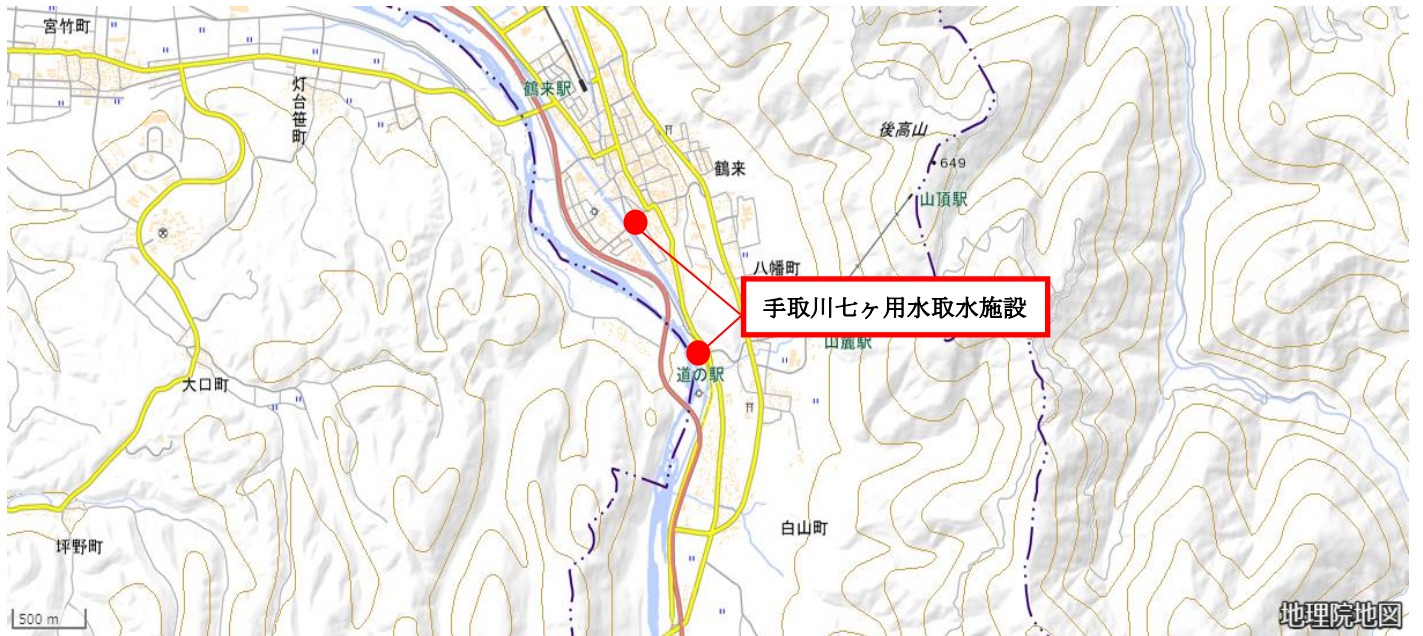 宮竹町
灯台笹町
鶴来駅
後高山
649
鶴来
山頂駅
八幡町
手取川七ヶ用水取水施設
山麓駅
道の駅
大口町
白山町
坪野町
500 m
地理院地図